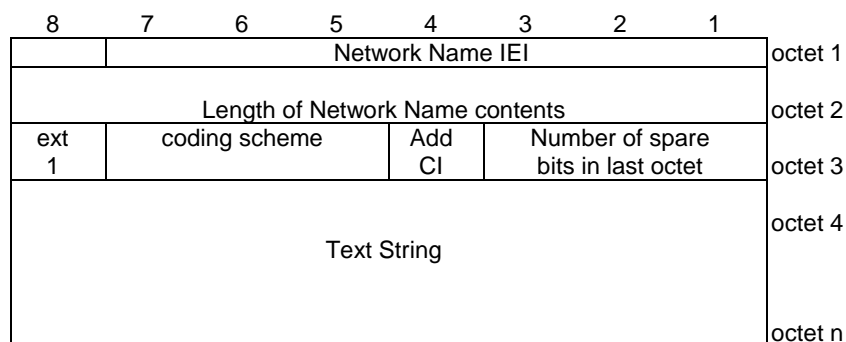 8 7 6 5 4 3 2 1
Network Name IEI octet 1
Length of Network Name contents octet 2
ext coding scheme Add Number of spare
1 CI bits in last octet octet 3
octet 4
Text String
octet n